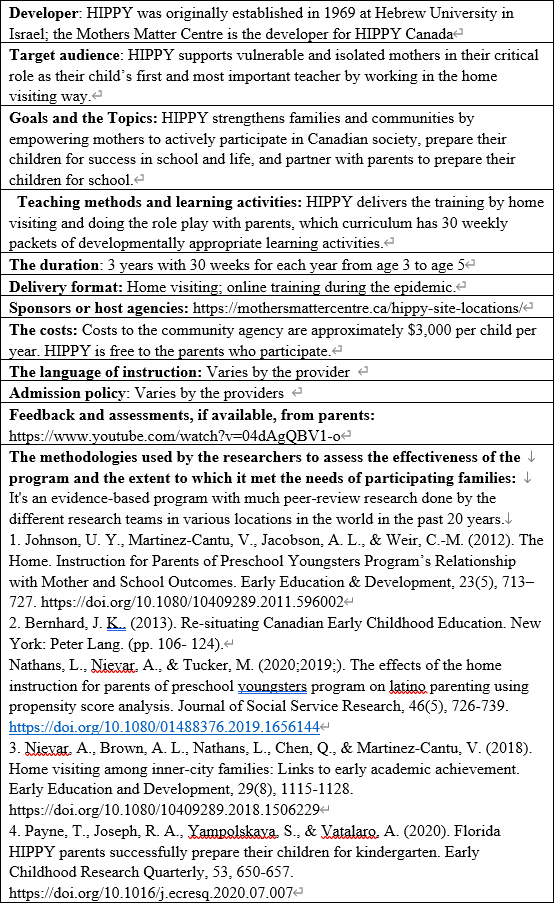 Developer: HIPPY was originally established in 1969 at Hebrew University in
Israel; the Mothers Matter Centre is the developer for HIPPY Canada↵
Target audience: HIPPY supports vulnerable and isolated mothers in their critical
role as their child's first and most important teacher by working in the home
visiting way.↵
Goals and the Topics: HIPPY strengthens families and communities by
empowering mothers to actively participate in Canadian society, prepare their
children for success in school and life, and partner with parents to prepare their
children for school.↵
Teaching methods and learning activities: HIPPY delivers the training by home
visiting and doing the role play with parents, which curriculum has 30 weekly
packets of developmentally appropriate learning activities.↵
The duration: 3 years with 30 weeks for each year from age 3 to age 5↵
Delivery format: Home visiting; online training during the epidemic.↵
Sponsors or host agencies: https://mothersmattercentre.ca/hippy-site-locations/↵
The costs: Costs to the community agency are approximately $3,000 per child per
year. HIPPY is free to the parents who participate.↵
The language of instruction: Varies by the provider ↵
Admission policy: Varies by the providers ↵
Feedback and assessments, if available, from parents:
https://www.youtube.com/watch?v=04dAgQBV1-o↵
The methodologies used by the researchers to assess the effectiveness of the ↓
program and the extent to which it met the needs of participating families: ↓
It's an evidence-based program with much peer-review research done by the
different research teams in various locations in the world in the past 20 years.↓
1. Johnson, U. Y., Martinez-Cantu, V., Jacobson, A. L., & Weir, C.-M. (2012). The
Home. Instruction for Parents of Preschool Youngsters Program's Relationship
with Mother and School Outcomes. Early Education & Development, 23(5), 713–
727. https://doi.org/10.1080/10409289.2011.596002↵
2. Bernhard, J. K.. (2013). Re-situating Canadian Early Childhood Education. New
York: Peter Lang. (pp. 106- 124).↵
Nathans, L., Nievar, A., & Tucker, M. (2020;2019;). The effects of the home
instruction for parents of preschool youngsters program on latino parenting using
propensity score analysis. Journal of Social Service Research, 46(5), 726-739.
https://doi.org/10.1080/01488376.2019.1656144↵
3. Nievar, A., Brown, A. L., Nathans, L., Chen, Q., & Martinez-Cantu, V. (2018).
Home visiting among inner-city families: Links to early academic achievement.
Early Education and Development, 29(8), 1115-1128.
https://doi.org/10.1080/10409289.2018.1506229↵
4. Payne, T., Joseph, R. A., Yampolskaya, S., & Vatalaro, A. (2020). Florida
HIPPY parents successfully prepare their children for kindergarten. Early
Childhood Research Quarterly, 53, 650-657.
https://doi.org/10.1016/j.ecresq.2020.07.007↵